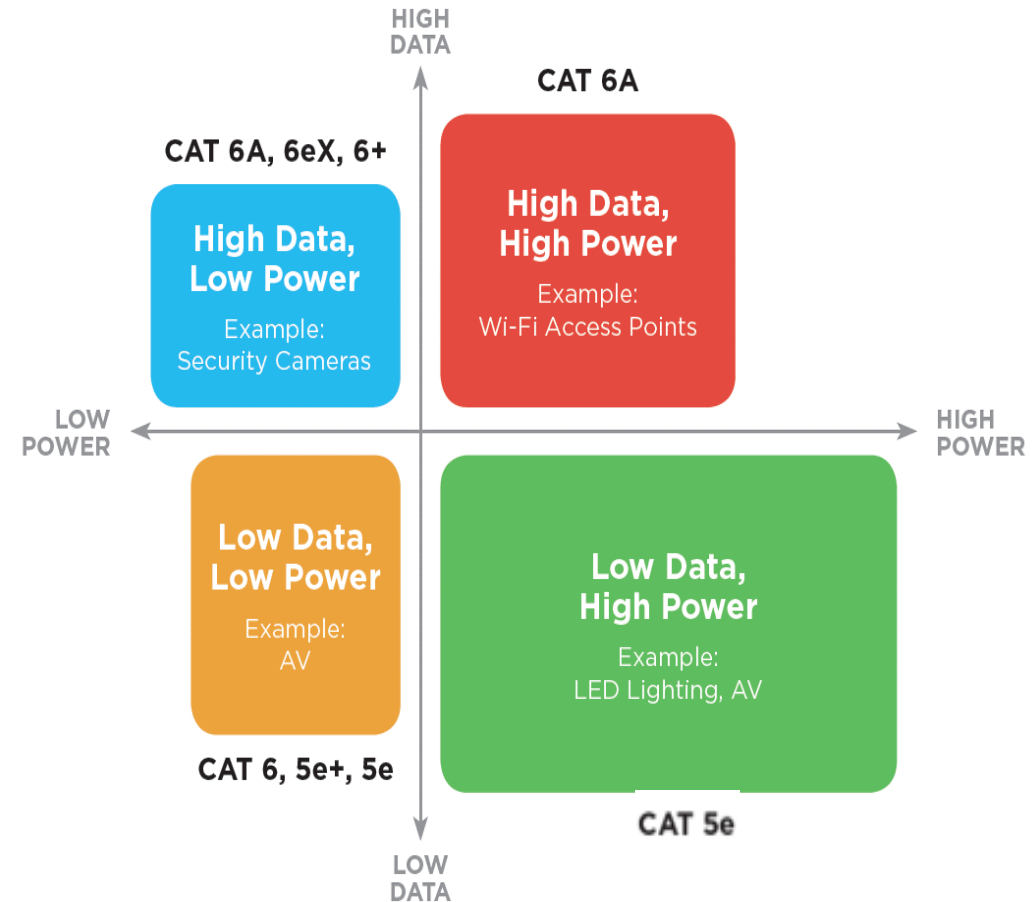 HIGH
DATA
CAT 6A
CAT 6A, 6eX, 6+
High Data,
High Power
Example:
Wi-Fi Access Points
High Data,
Low Power
Example:
Security Cameras
LOW
POWER
HIGH
POWER
Low Data,
Low Power
Example:
AV
Low Data,
High Power
Example:
LED Lighting, AV
CAT 6, 5e+, 5e
CAT 5e
LOW
DATA